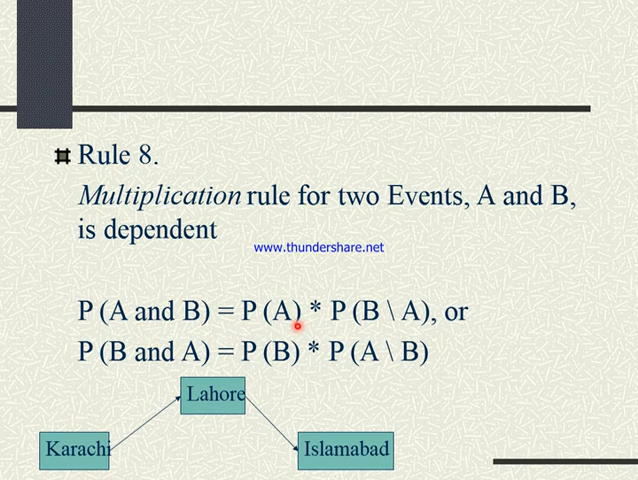 Rule 8.
Multiplication rule for two Events, A and B,
is dependent
www.thundershare.net
P (A and B) = P (A) * P (B \ A), or
P (B and A) = P (B) * P (A \ B)
Lahore
Karachi
Islamabad